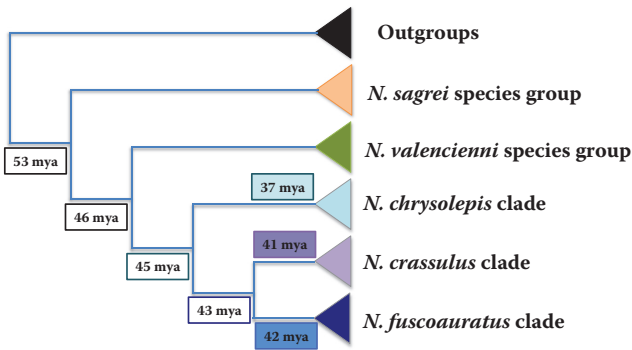 Outgroups
N. sagrei species group
53 mya
N. valencienni species group
37 mya
N. chrysolepis clade
46 mya
41 mya
N. crassulus clade
45 mya
43 mya
N. fuscoauratus clade
42 mya